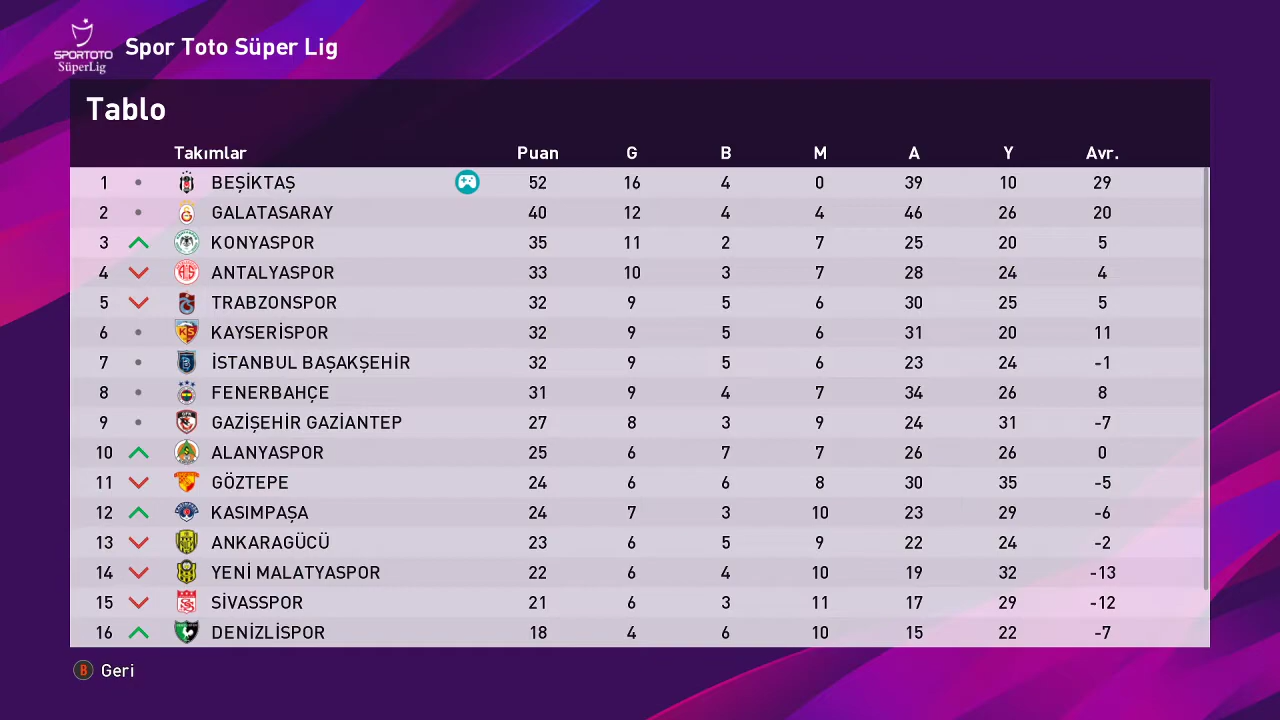 SPORTOTO
SüperLig
Spor Toto Süper Lig
Tablo
Takımlar Puan G B M A Y Avr.
1 BEŞİKTAŞ 52 16 4 0 39 10 29
2 GALATASARAY 40 12 4 4 46 26 20
3 KONYASPOR 35 11 2 7 25 20 5
4 ANTALYASPOR 33 10 3 7 28 24 4
5 TRABZONSPOR 32 9 5 6 30 25 5
6 KAYSERİSPOR 32 9 5 6 31 20 11
7 İSTANBUL BAŞAKŞEHİR 32 9 5 6 23 24 -1
8 FENERBAHÇE 31 9 4 7 34 26 8
9 GAZİŞEHİR GAZİANTEP 27 8 3 9 24 31 -7
10 ALANYASPOR 25 6 7 7 26 26 0
11 GÖZTEPE 24 6 6 8 30 35 -5
12 KASIMPAŞA 24 7 3 10 23 29 -6
13 ANKARAGÜCÜ 23 6 5 9 22 24 -2
14 YENİ MALATYASPOR 22 6 4 10 19 32 -13
15 SİVASSPOR 21 6 3 11 17 29 -12
16 DENİZLİSPOR 18 4 6 10 15 22 -7
B Geri